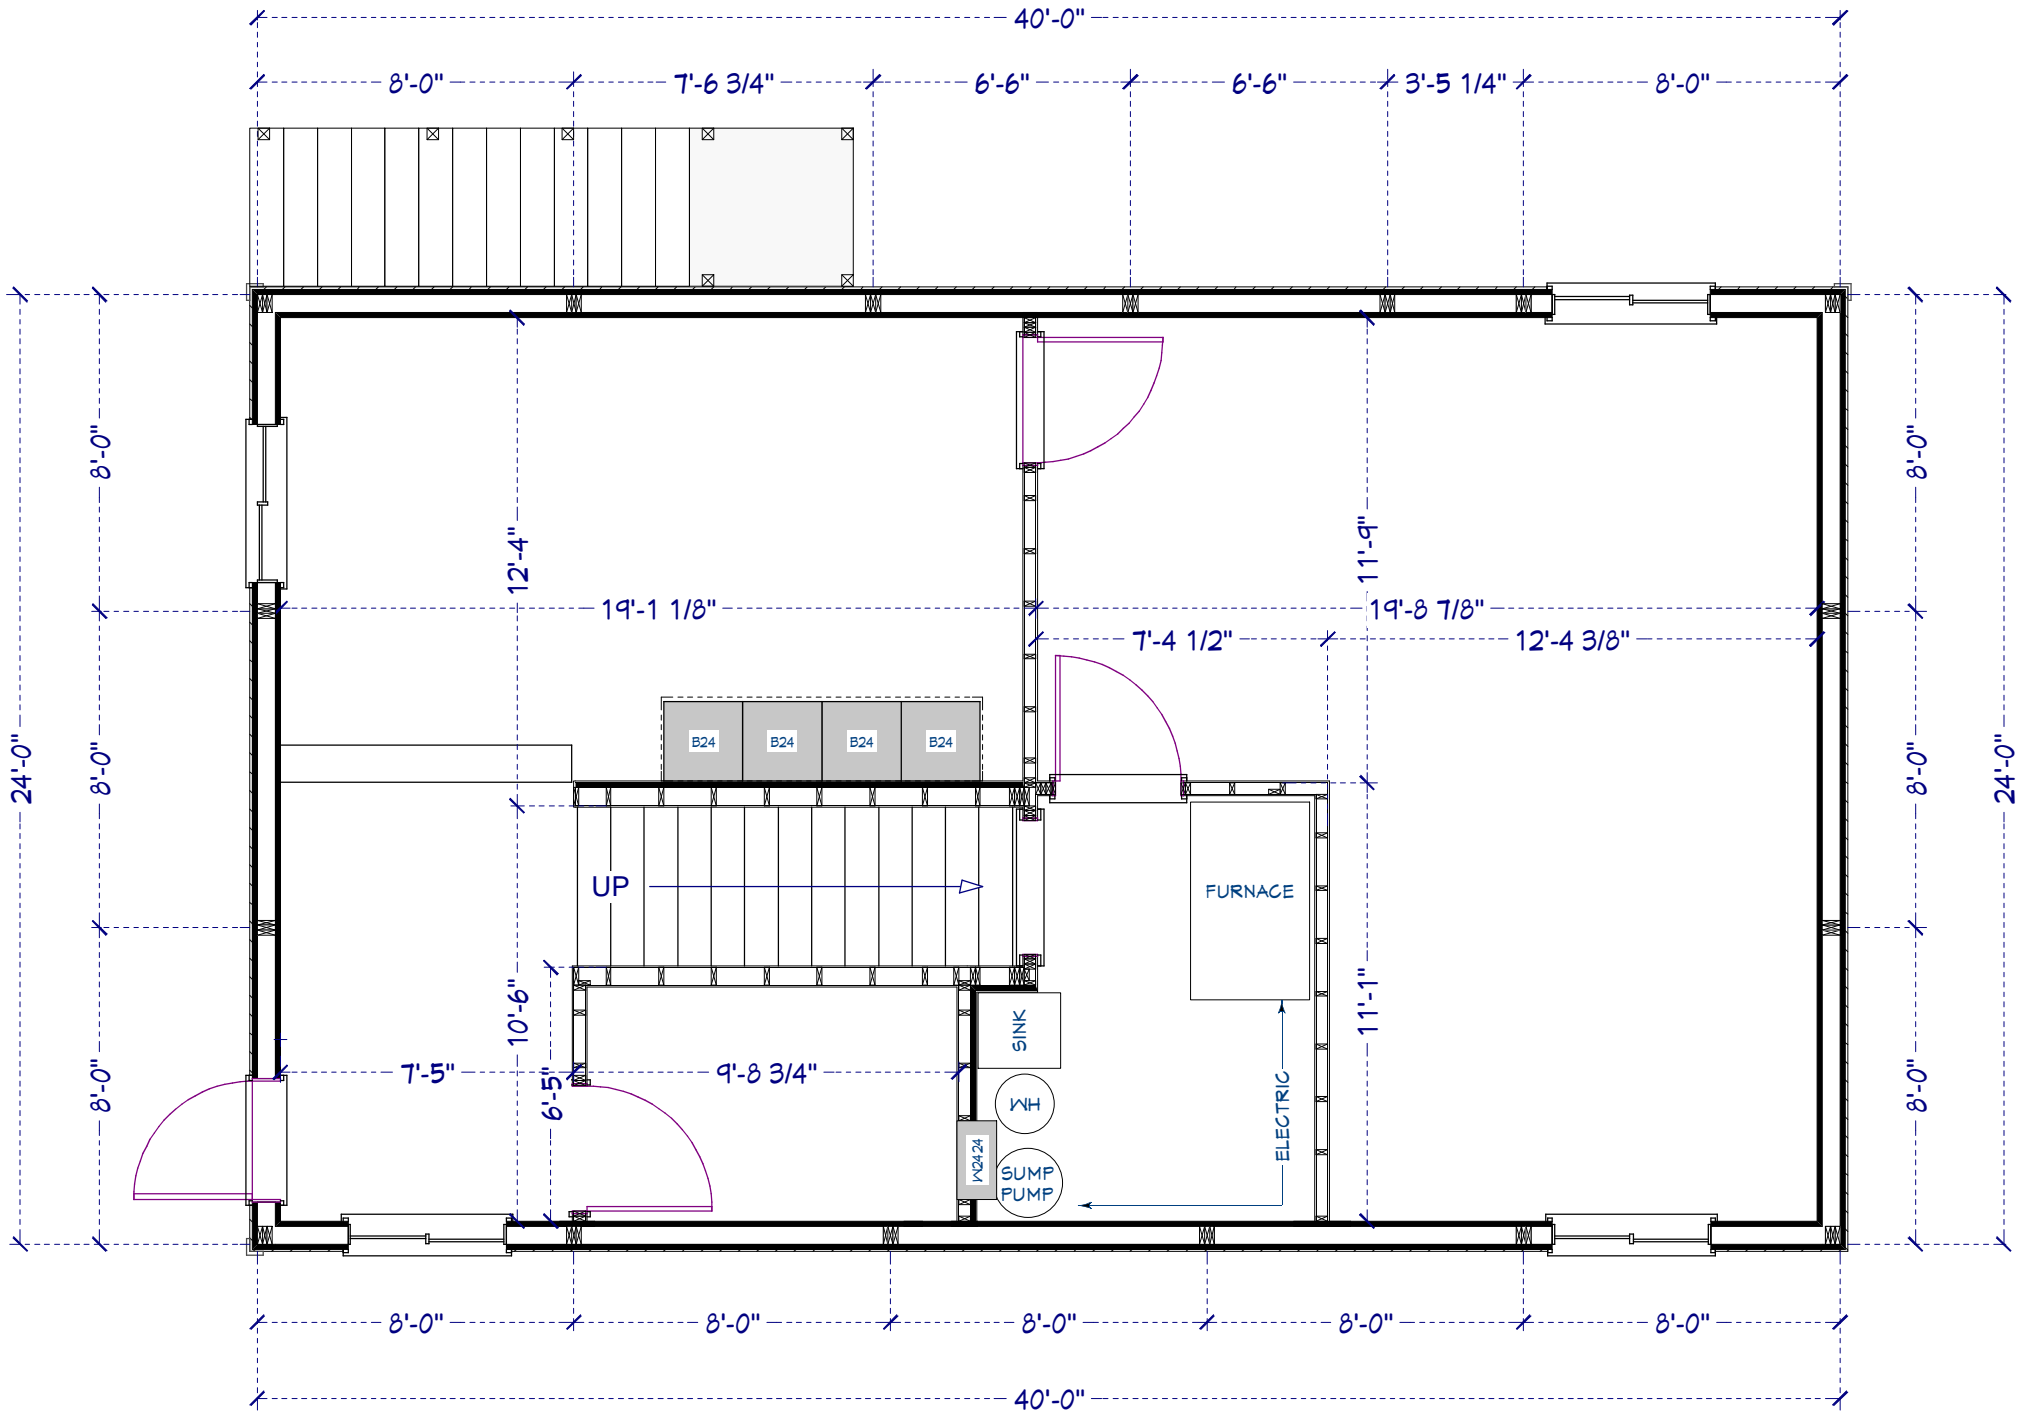 40'-0"
8'-0"
7'-6 3/4"
6'-6"
6'-6"
3'-5 1/4"
8'-0"
8'-0"
8'-0"
12'-4"
11'-9"
19'-1 1/8"
19'-8 7/8"
7'-4 1/2"
12'-4 3/8"
B24
B24
B24
B24
24'-0"
8'-0"
8'-0"
24'-0"
UP
FURNACE
10'-6"
SINK
11'-1"
7'-5"
6'-5"
9'-8 3/4"
8'-0"
WH
ELECTRIC
8'-0"
W2424
SUMP
PUMP
8'-0"
8'-0"
8'-0"
8'-0"
8'-0"
40'-0"